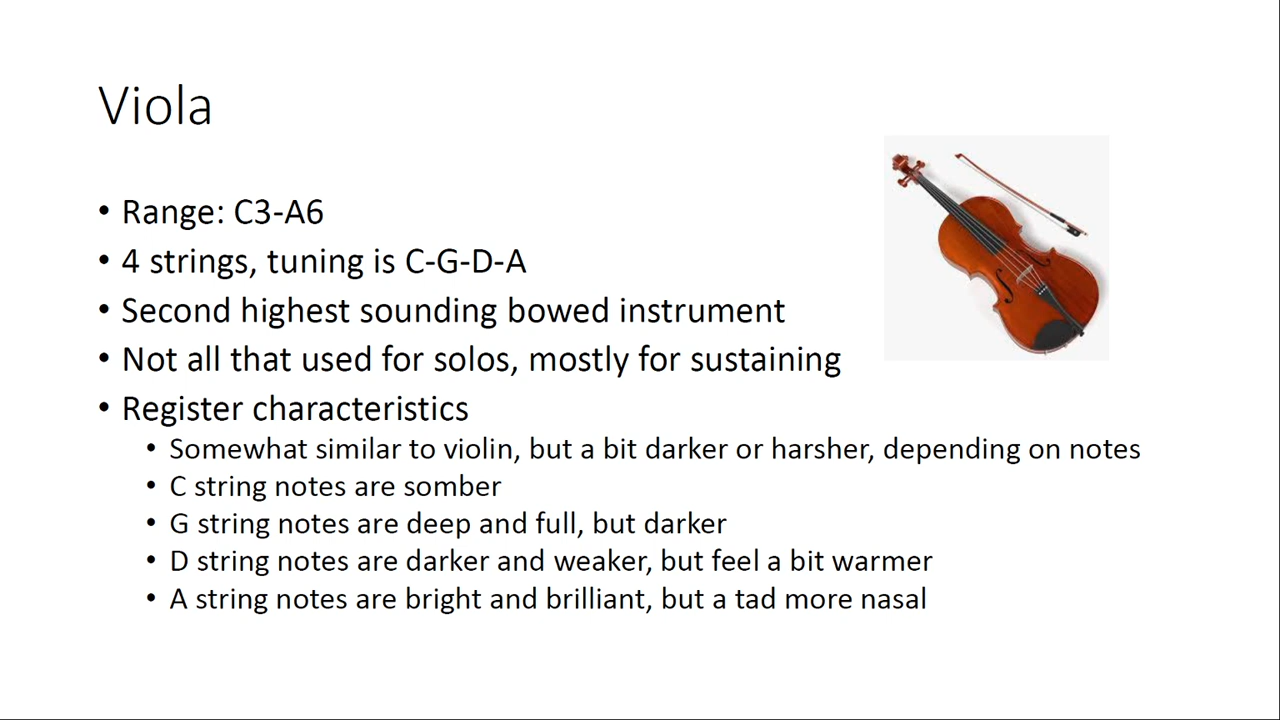 Viola
• Range: C3-A6
• 4 strings, tuning is C-G-D-A
• Second highest sounding bowed instrument
• Not all that used for solos, mostly for sustaining
• Register characteristics
• Somewhat similar to violin, but a bit darker or harsher, depending on notes
• C string notes are somber
• G string notes are deep and full, but darker
• D string notes are darker and weaker, but feel a bit warmer
• A string notes are bright and brilliant, but a tad more nasal